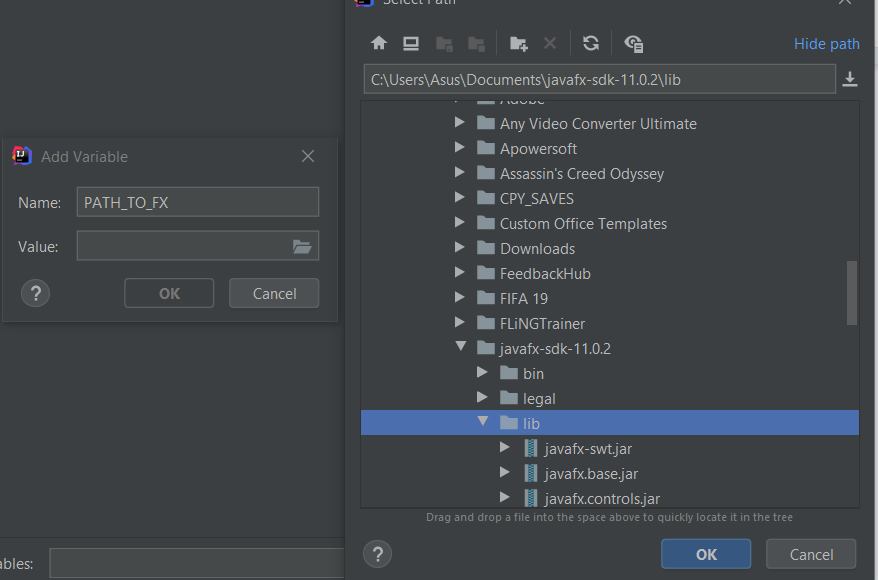 Select Path
Hide path
C:\Users\Asus\Documents\javafx-sdk-11.0.2\lib
Adobe
Any Video Converter Ultimate
Apowersoft
Assassin's Creed Odyssey
CPY_SAVES
Custom Office Templates
Downloads
FeedbackHub
FIFA 19
FLiNGTrainer
javafx-sdk-11.0.2
bin
legal
lib
javafx-swt.jar
javafx.base.jar
javafx.controls.jar
Drag and drop a file into the space above to quickly locate it in the tree
?
OK
Cancel
IJ
Add Variable
Name:
PATH_TO_FX
Value:
?
OK
Cancel
ables: